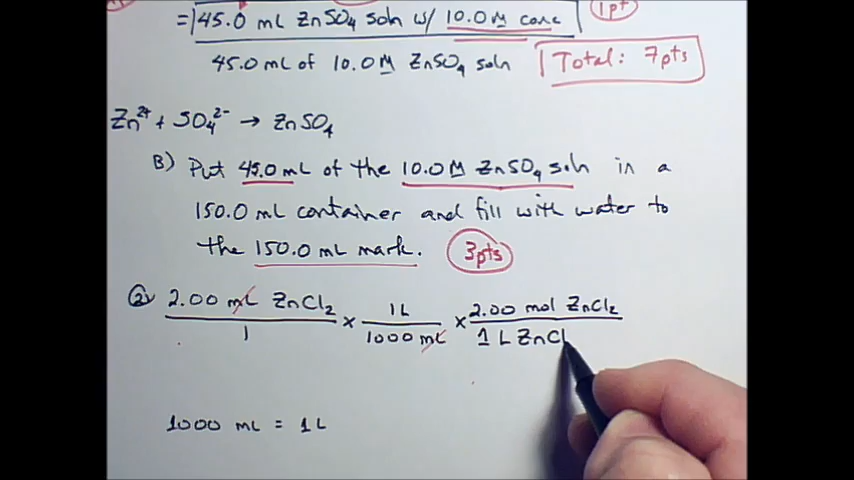 1pt
= 45.0 mL ZnSO₄ soln w/ 10.0 M conc
45.0 mL of 10.0 M ZnSO₄ soln
Total: 7pts
Zn²⁺ + SO₄²⁻ → ZnSO₄
B) Put 45.0 mL of the 10.0 M ZnSO₄ soln in a
150.0 mL container and fill with water to
the 150.0 mL mark. 3pts
② 2.00 mL ZnCl₂ / 1 × 1L / 1000 mL × 2.00 mol ZnCl₂ / 1 L ZnCl
1000 mL = 1L